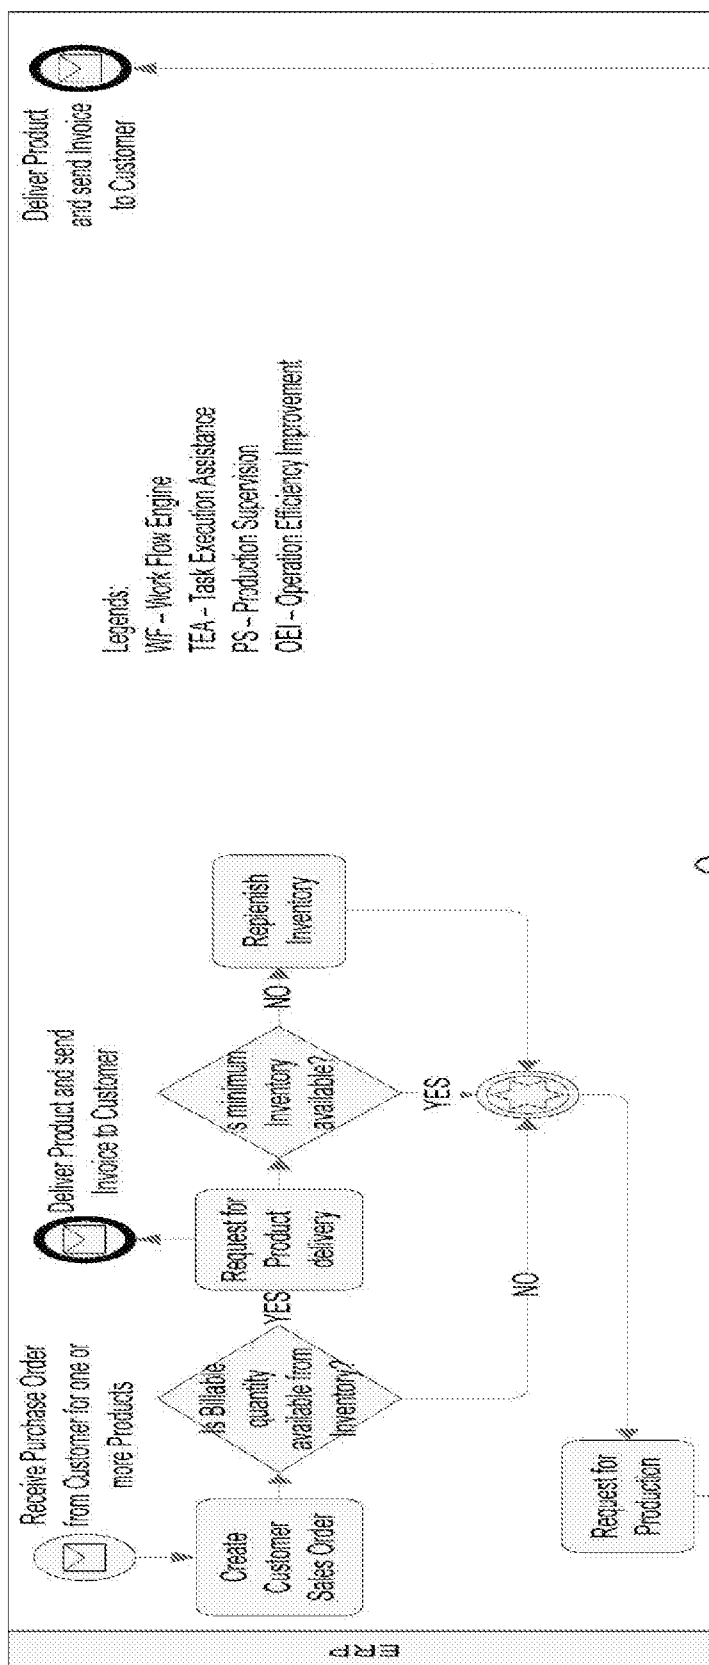 Receive Purchase Order
from Customer for one or
more Products
Deliver Product and send
Invoice to Customer
Deliver Product
and send Invoice
to Customer
Create
Customer
Sales Order
Is Billable
quantity
available from
Inventory?
YES
NO
Request for
Product
delivery
Is minimum
Inventory
available?
NO
YES
Replenish
Inventory
Request for
Production
Legends:
WF – Work Flow Engine
TEA – Task Execution Assistance
PS – Production Supervision
OEI – Operation Efficiency Improvement
ERP